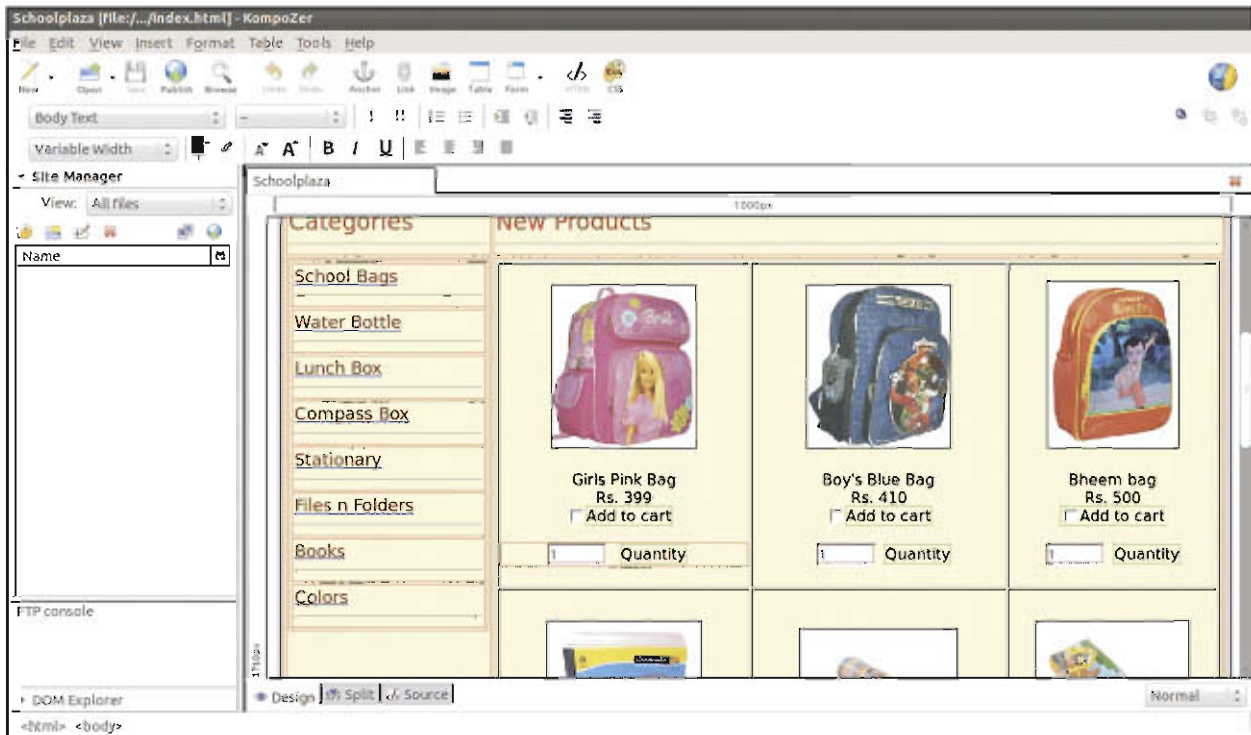 Schoolplaza [file:/.../index.html] - KompoZer
File Edit View Insert Format Table Tools Help
New Open Save Publish Browse Undo Redo Anchor Link Image Table Form HTML CSS
Body Text
Variable Width
B I U
Site Manager
View: All files
Name
Schoolplaza
1000px
Categories
New Products
School Bags
Water Bottle
Lunch Box
Compass Box
Stationary
Files n Folders
Books
Colors
Girls Pink Bag
Rs. 399
Add to cart
1 Quantity
Boy's Blue Bag
Rs. 410
Add to cart
1 Quantity
Bheem bag
Rs. 500
Add to cart
1 Quantity
FTP console
DOM Explorer
Design Split Source
Normal
<html> <body>